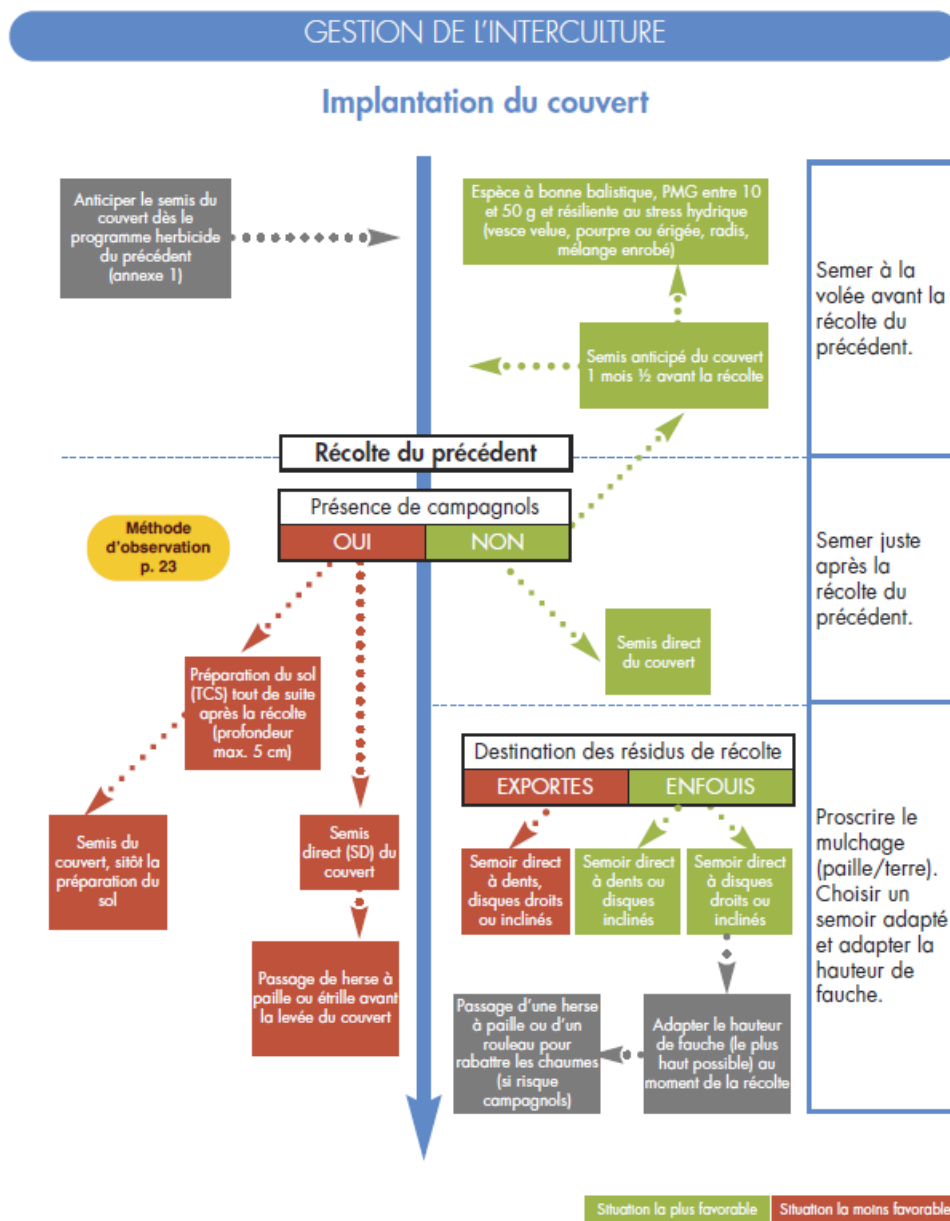 GESTION DE L'INTERCULTURE
Implantation du couvert
Anticiper le semis du
couvert dès le
programme herbicide
du précédent
(annexe 1)
Espèce à bonne balistique, PMG entre 10
et 50 g et résiliente au stress hydrique
(vesce velue, pourpre ou érigée, radis,
mélange enrobé)
Semis anticipé du couvert
1 mois ½ avant la récolte
Semer à la
volée avant la
récolte du
précédent.
Récolte du précédent
Présence de campagnols
OUI
NON
Méthode
d'observation
p. 23
Semer juste
après la
récolte du
précédent.
Semis direct
du couvert
Préparation du sol
(TCS) tout de suite
après la récolte
(profondeur
max. 5 cm)
Semis du
couvert, sitôt la
préparation du
sol
Semis
direct (SD) du
couvert
Passage de herse à
paille ou étrille avant
la levée du couvert
Destination des résidus de récolte
EXPORTES
ENFOUIS
Semoir direct
à dents,
disques droits
ou inclinés
Semoir direct
à dents ou
disques
inclinés
Semoir direct
à disques
droits ou
inclinés
Passage d'une herse
à paille ou d'un
rouleau pour
rabattre les chaumes
(si risque
campagnols)
Adapter le hauteur
de fauche (le plus
haut possible) au
moment de la récolte
Proscrire le
mulchage
(paille/terre).
Choisir un
semoir adapté
et adapter la
hauteur de
fauche.
Situation la plus favorable
Situation la moins favorable